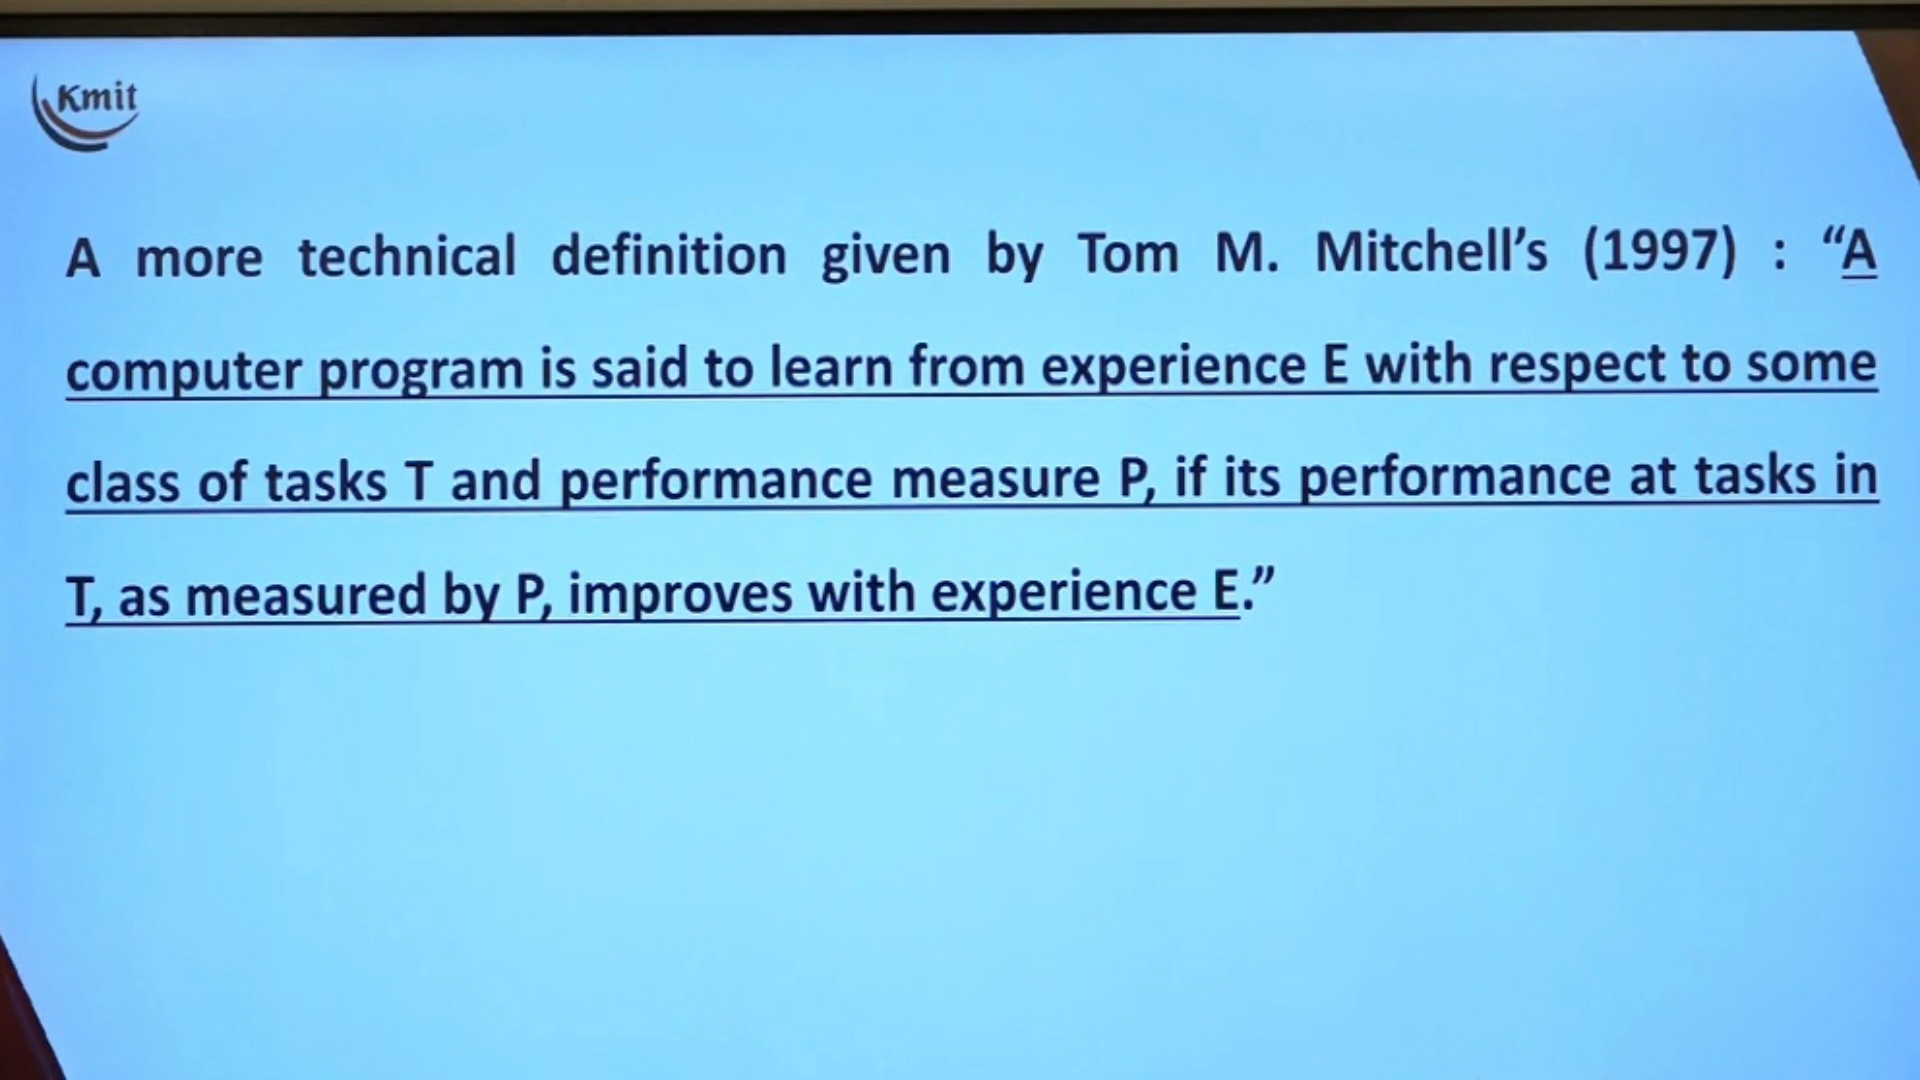 Kmit
A more technical definition given by Tom M. Mitchell’s (1997) : “A
computer program is said to learn from experience E with respect to some
class of tasks T and performance measure P, if its performance at tasks in
T, as measured by P, improves with experience E.”